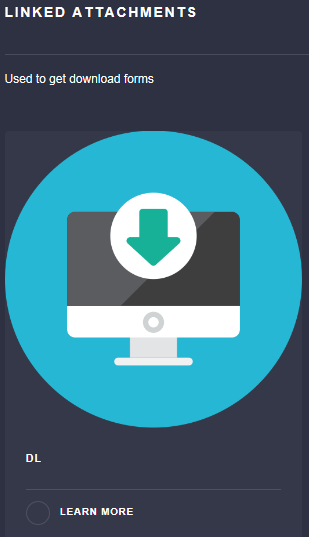 LINKED ATTACHMENTS
Used to get download forms
DL
LEARN MORE